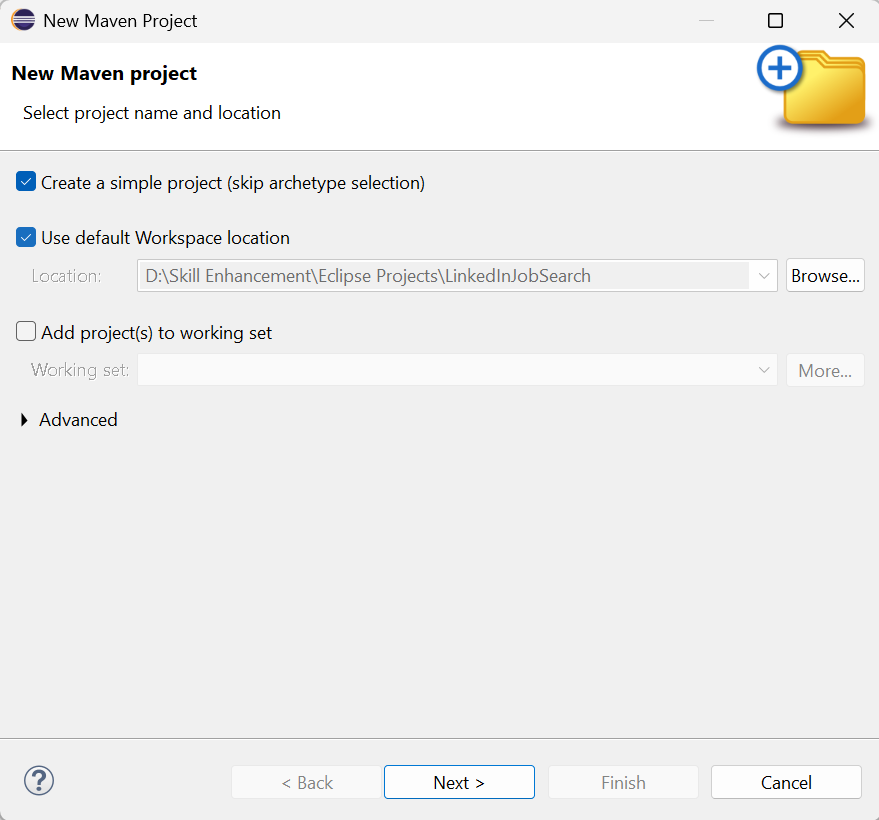 New Maven Project
New Maven project
Select project name and location
Create a simple project (skip archetype selection)
Use default Workspace location
Location: D:\Skill Enhancement\Eclipse Projects\LinkedInJobSearch Browse...
Add project(s) to working set
Working set: More...
Advanced
? < Back Next > Finish Cancel